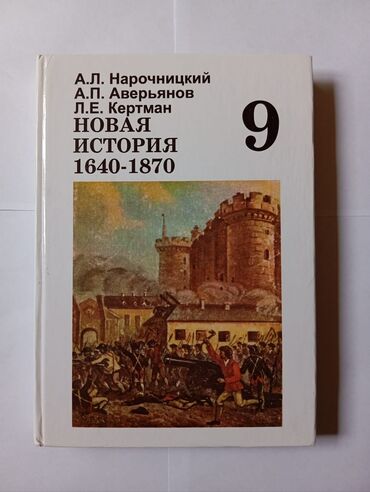 А.Л. Нарочницкий
А.П. Аверьянов
Л.Е. Кертман
НОВАЯ
ИСТОРИЯ
1640-1870
9